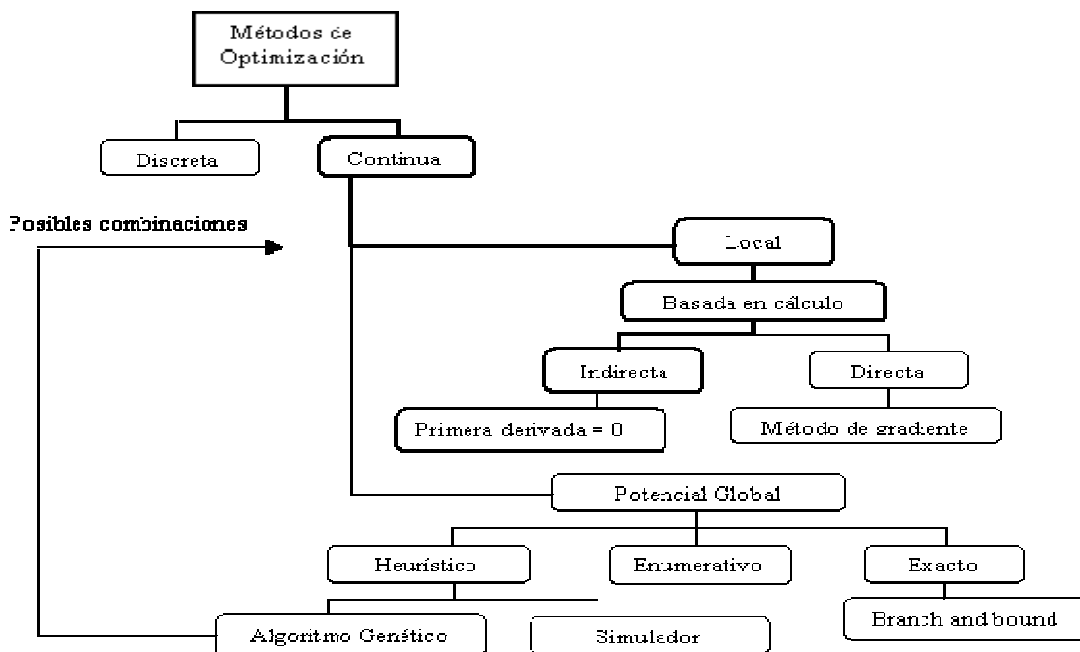 Métodos de
Optimización
Discreta
Continua
Posibles combinaciones
Local
Basada en cálculo
Indirecta
Directa
Primera derivada = 0
Método de gradiente
Potencial Global
Heurístico
Enumerativo
Exacto
Algoritmo Genético
Simulador
Branch and bound